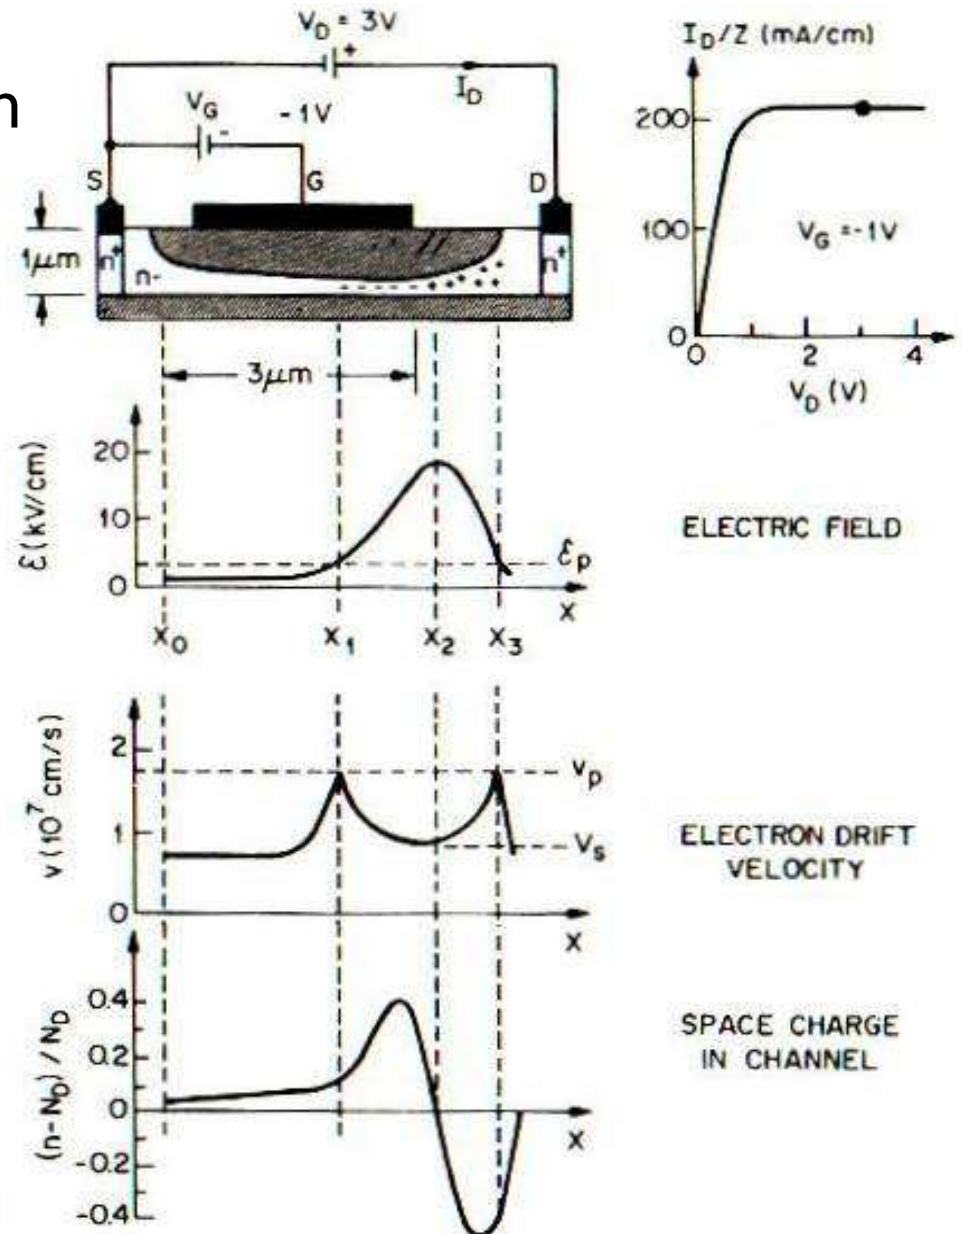 n
V_D = 3V
+
I_D
V_G
-
-1V
S
G
D
1μm
n+
n-
n+
3μm
I_D/Z (mA/cm)
200
100
0
V_G = -1V
0
2
4
V_D (V)
ℰ(kV/cm)
20
10
0
ℰ_p
X
X_0
X_1
X_2
X_3
ELECTRIC FIELD
v(10^7 cm/s)
2
1
0
v_p
v_s
X
ELECTRON DRIFT
VELOCITY
(n-N_D)/N_D
0.4
0.2
0
-0.2
-0.4
X
SPACE CHARGE
IN CHANNEL